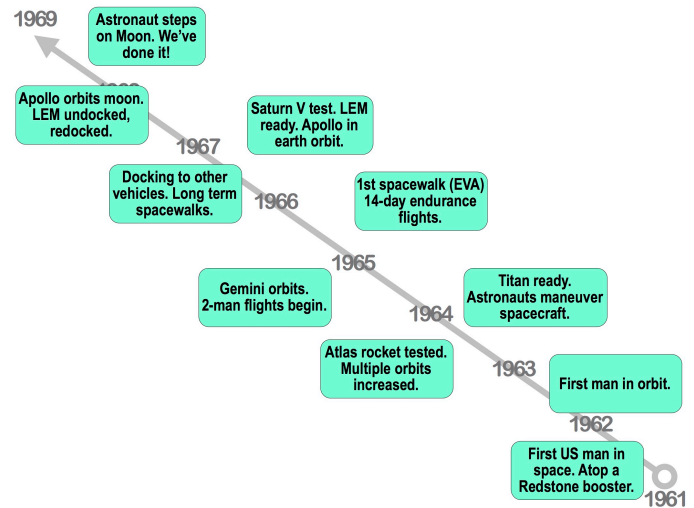 1969
Astronaut steps
on Moon. We've
done it!
Apollo orbits moon.
LEM undocked,
redocked.
Saturn V test. LEM
ready. Apollo in
earth orbit.
1967
Docking to other
vehicles. Long term
spacewalks.
1st spacewalk (EVA)
14-day endurance
flights.
1966
1965
Gemini orbits.
2-man flights begin.
Titan ready.
Astronauts maneuver
spacecraft.
1964
Atlas rocket tested.
Multiple orbits
increased.
1963
First man in orbit.
1962
First US man in
space. Atop a
Redstone booster.
1961